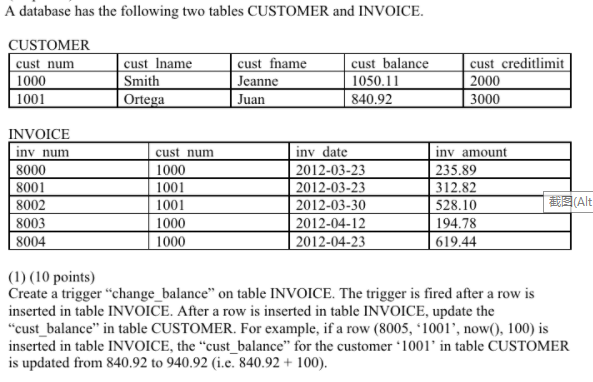 A database has the following two tables CUSTOMER and INVOICE.
CUSTOMER
cust_num cust_lname cust_fname cust_balance cust_creditlimit
1000 Smith Jeanne 1050.11 2000
1001 Ortega Juan 840.92 3000
INVOICE
inv_num cust_num inv_date inv_amount
8000 1000 2012-03-23 235.89
8001 1001 2012-03-23 312.82
8002 1001 2012-03-30 528.10
8003 1000 2012-04-12 194.78
8004 1000 2012-04-23 619.44
截图(Alt
(1) (10 points)
Create a trigger “change_balance” on table INVOICE. The trigger is fired after a row is
inserted in table INVOICE. After a row is inserted in table INVOICE, update the
“cust_balance” in table CUSTOMER. For example, if a row (8005, ‘1001’, now(), 100) is
inserted in table INVOICE, the “cust_balance” for the customer ‘1001’ in table CUSTOMER
is updated from 840.92 to 940.92 (i.e. 840.92 + 100).